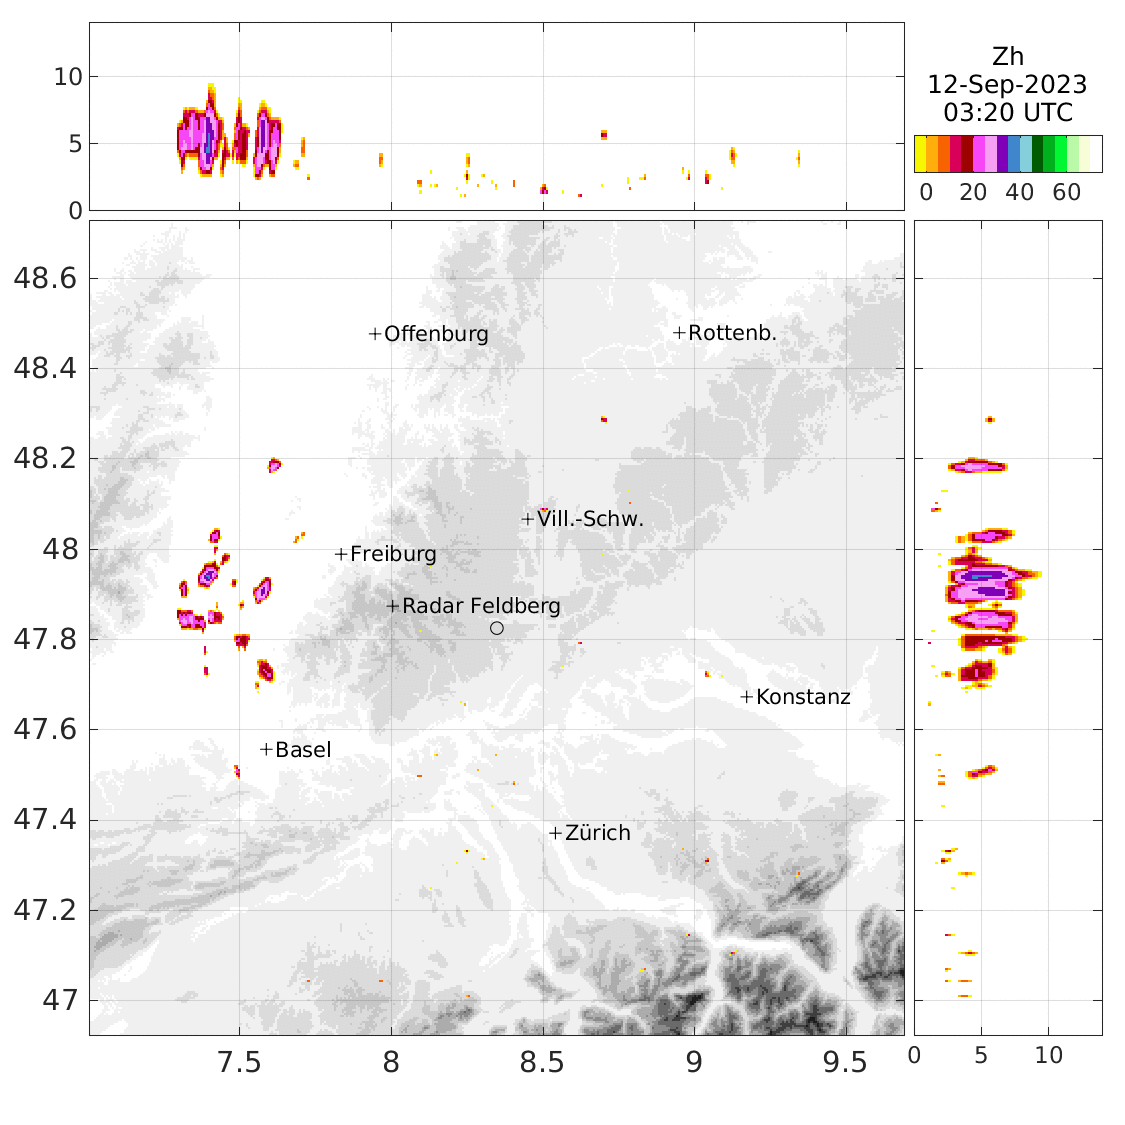 10
5
0
Zh
12-Sep-2023
03:20 UTC
0 20 40 60
48.6
48.4
48.2
48
47.8
47.6
47.4
47.2
47
+Offenburg
+Rottenb.
+Vill.-Schw.
+Freiburg
+Radar Feldberg
+Konstanz
+Basel
+Zürich
7.5 8 8.5 9 9.5
0 5 10